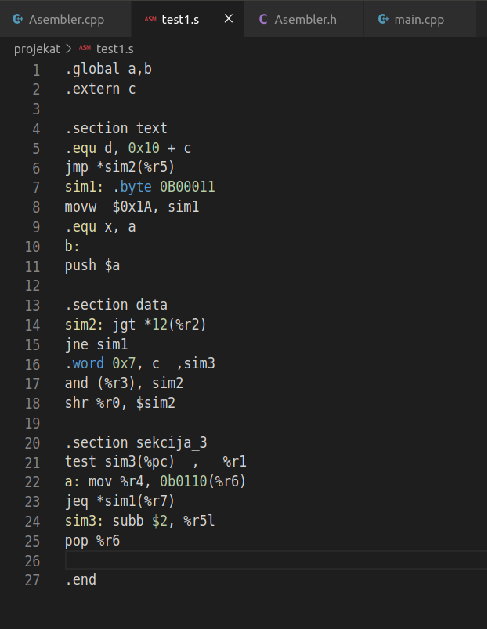 Asembler.cpp ASM test1.s × C Asembler.h main.cpp
projekat > ASM test1.s
1 .global a,b
2 .extern c
3
4 .section text
5 .equ d, 0x10 + c
6 jmp *sim2(%r5)
7 sim1: .byte 0B00011
8 movw  $0x1A, sim1
9 .equ x, a
10 b:
11 push $a
12
13 .section data
14 sim2: jgt *12(%r2)
15 jne sim1
16 .word 0x7, c  ,sim3
17 and (%r3), sim2
18 shr %r0, $sim2
19
20 .section sekcija_3
21 test sim3(%pc)  ,   %r1
22 a: mov %r4, 0b0110(%r6)
23 jeq *sim1(%r7)
24 sim3: subb $2, %r5l
25 pop %r6
26
27 .end